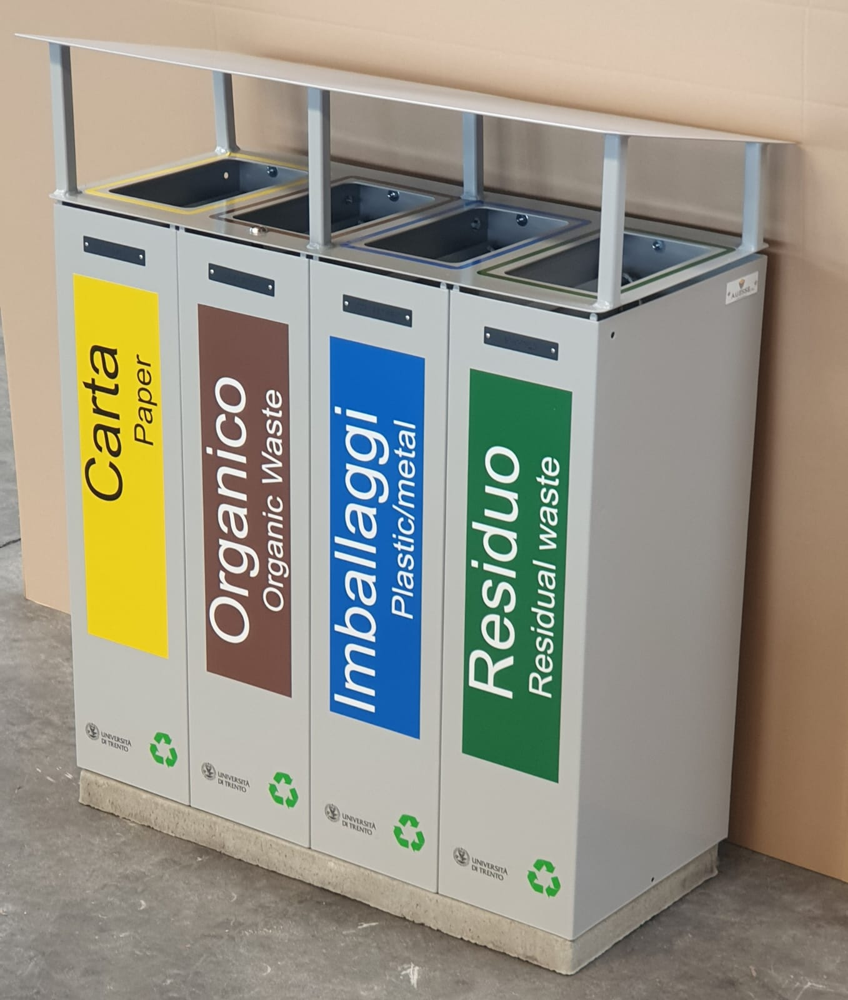 Carta
Paper
Organico
Organic Waste
Imballaggi
Plastic/metal
Residuo
Residual waste
UNIVERSITÀ
DI TRENTO
UNIVERSITÀ
DI TRENTO
UNIVERSITÀ
DI TRENTO
UNIVERSITÀ
DI TRENTO